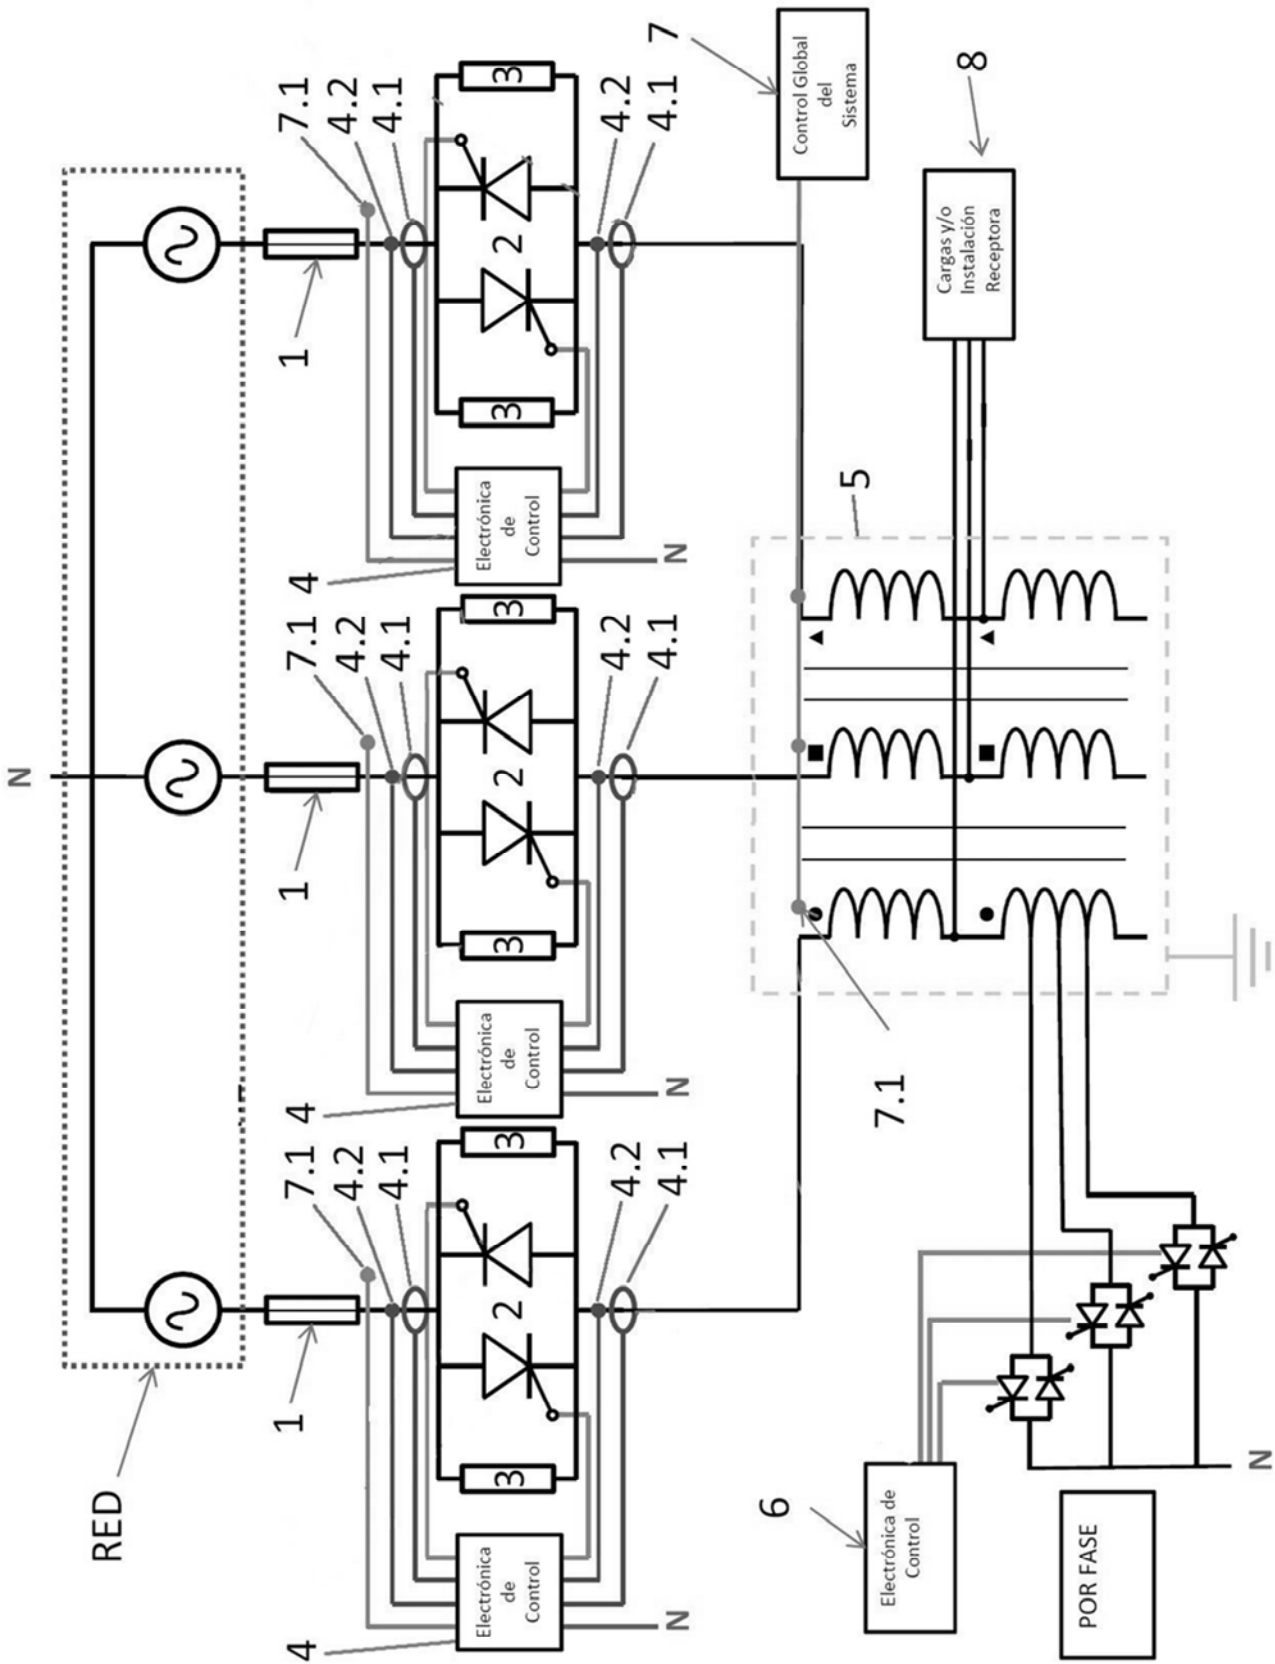 N
RED
4
1
7.1
4.2
4.1
Electrónica
de
Control
3
2
3
4.2
4.1
N
4
1
7.1
4.2
4.1
Electrónica
de
Control
3
2
3
4.2
4.1
N
4
1
7.1
4.2
4.1
Electrónica
de
Control
3
2
3
4.2
4.1
N
7
Control Global
del
Sistema
6
Electrónica de
Control
7.1
5
8
Cargas y/o
Instalación
Receptora
POR FASE
N